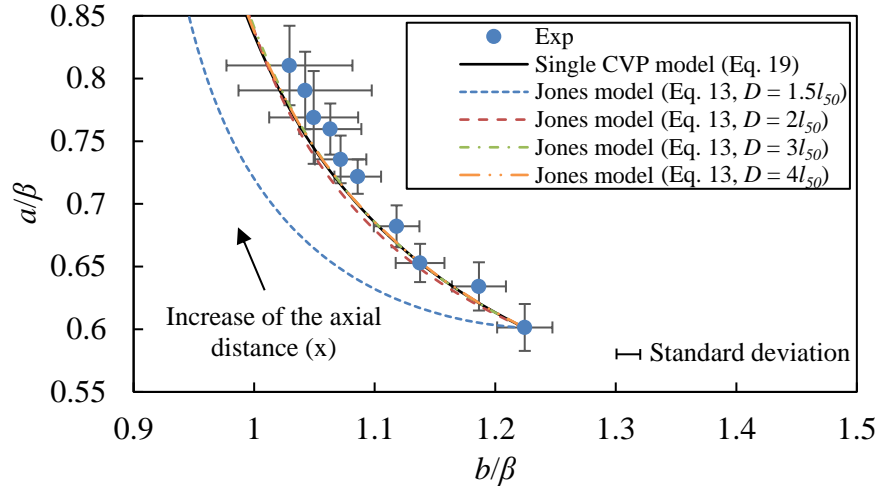 0.85
0.8
0.75
0.7
0.65
0.6
0.55
a/β
Exp
Single CVP model (Eq. 19)
Jones model (Eq. 13, D = 1.5l50)
Jones model (Eq. 13, D = 2l50)
Jones model (Eq. 13, D = 3l50)
Jones model (Eq. 13, D = 4l50)
Increase of the axial
distance (x)
Standard deviation
0.9 1 1.1 1.2 1.3 1.4 1.5
b/β